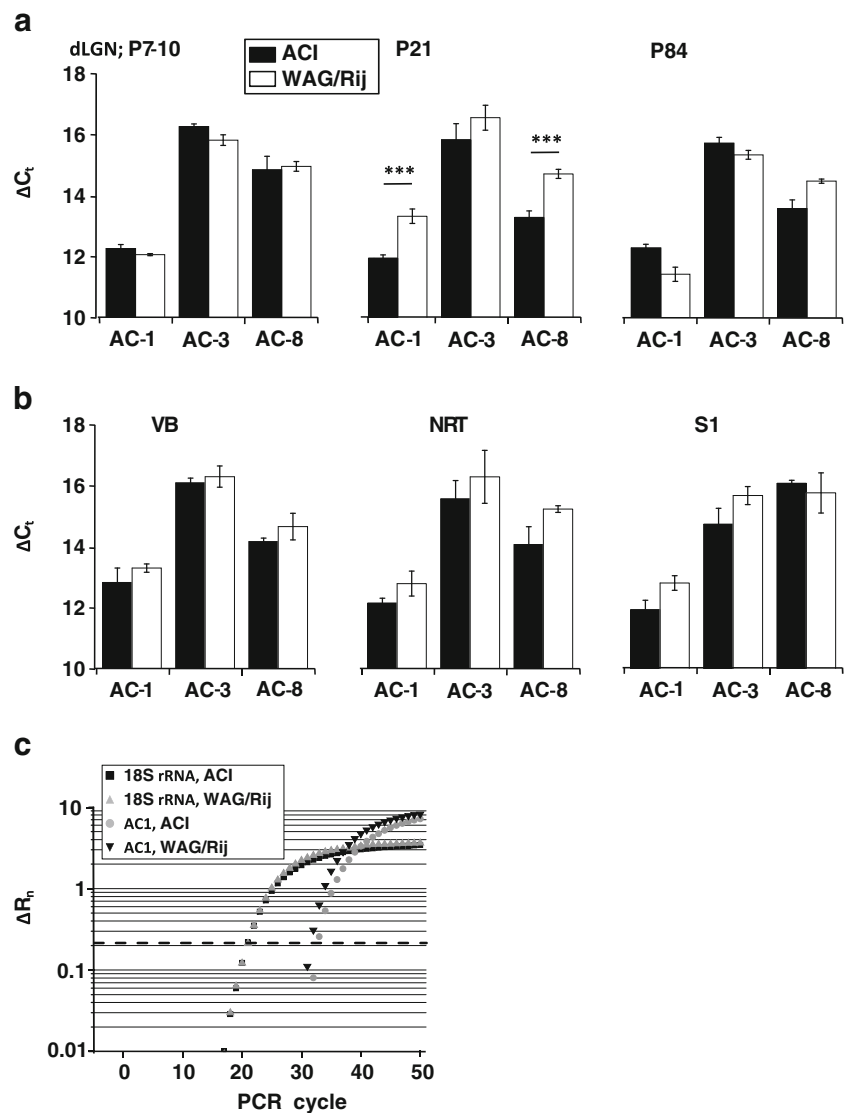 a
dLGN; P7-10
ACI
WAG/Rij
P21
P84
ΔCt
18
16
14
12
10
***
***
AC-1 AC-3 AC-8
AC-1 AC-3 AC-8
AC-1 AC-3 AC-8
b
VB
NRT
S1
ΔCt
18
16
14
12
10
AC-1 AC-3 AC-8
AC-1 AC-3 AC-8
AC-1 AC-3 AC-8
c
18S rRNA, ACI
18S rRNA, WAG/Rij
AC1, ACI
AC1, WAG/Rij
ΔRn
10
1
0.1
0.01
0 10 20 30 40 50
PCR cycle